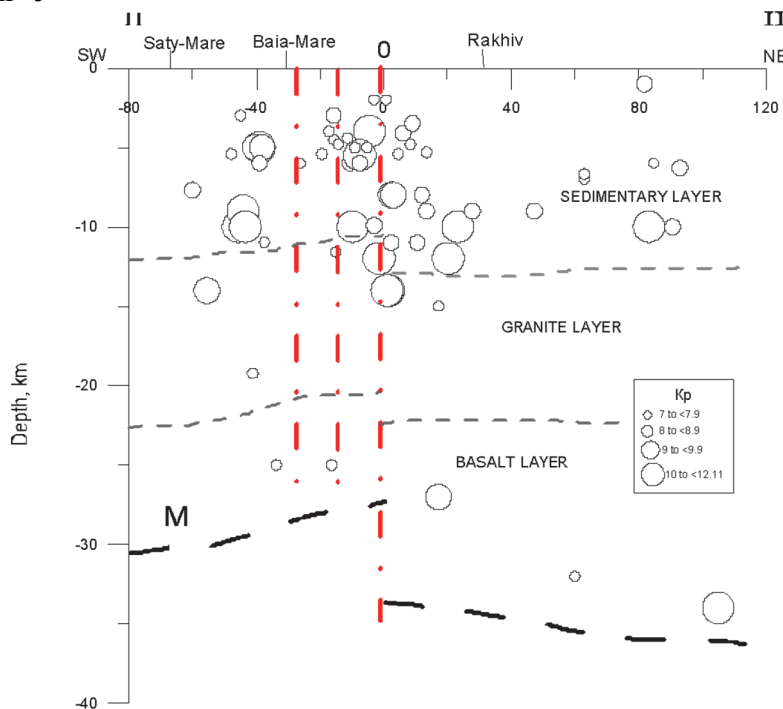 II II
Saty-Mare Baia-Mare 0 Rakhiv
SW NE
0
-80 -40 0 40 80 120
SEDIMENTARY LAYER
-10
GRANITE LAYER
Depth, km
-20
Kp
7 to <7.9
8 to <8.9
9 to <9.9
10 to <12.11
BASALT LAYER
M
-30
-40